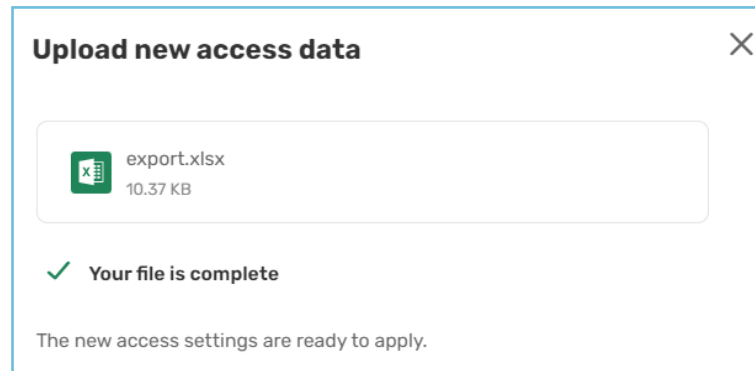 Upload new access data
export.xlsx
10.37 KB
Your file is complete
The new access settings are ready to apply.